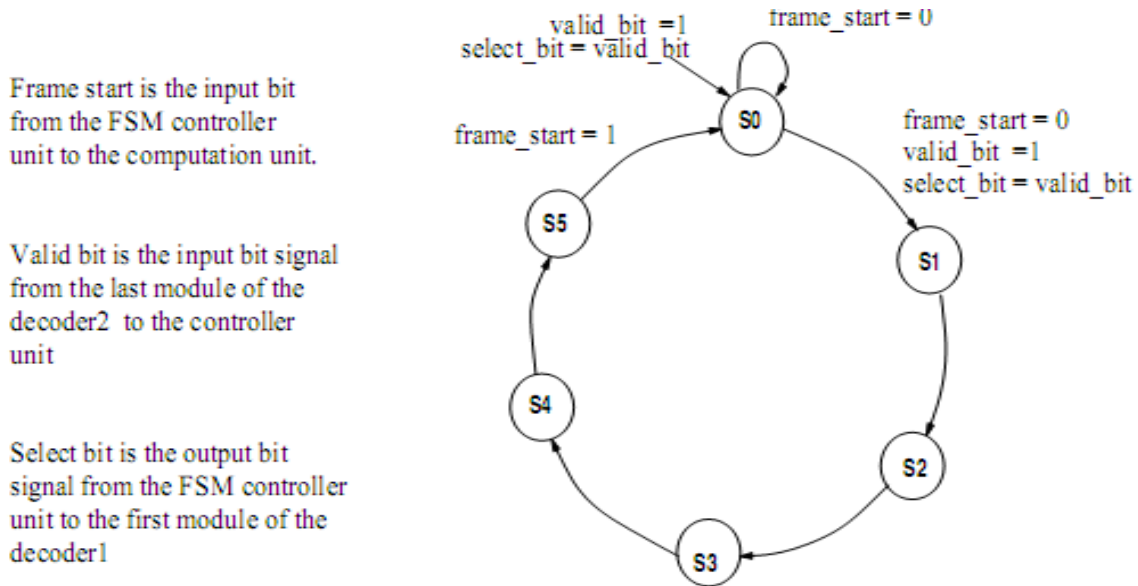 Frame start is the input bit
from the FSM controller
unit to the computation unit.
Valid bit is the input bit signal
from the last module of the
decoder2 to the controller
unit
Select bit is the output bit
signal from the FSM controller
unit to the first module of the
decoder1
valid_bit =1
select_bit = valid_bit
frame_start = 0
S0
frame_start = 0
valid_bit =1
select_bit = valid_bit
frame_start = 1
S5
S1
S4
S2
S3